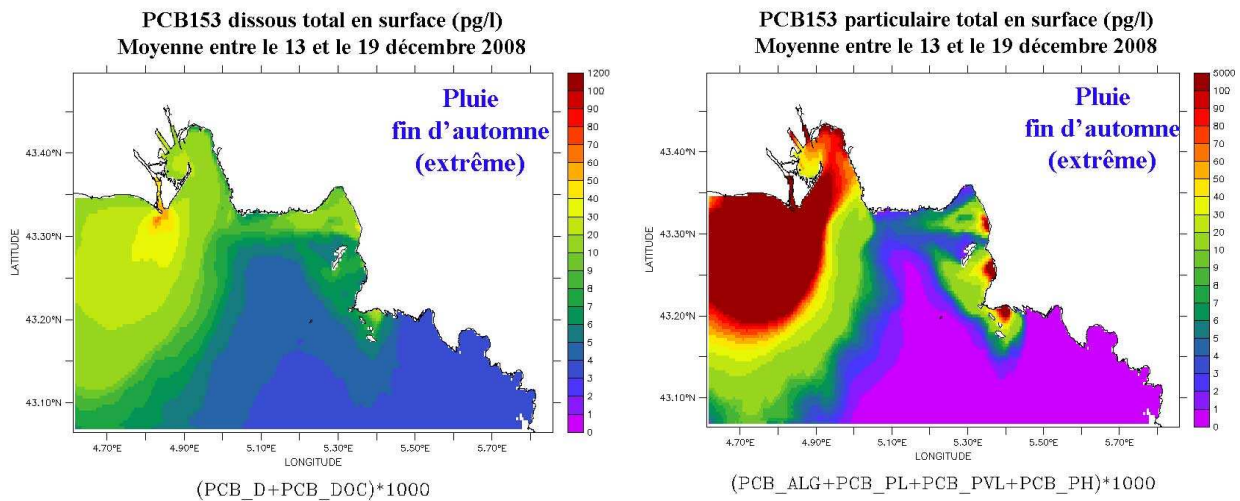 PCB153 dissous total en surface (pg/l)
Moyenne entre le 13 et le 19 décembre 2008
Pluie
fin d'automne
(extrême)
43.40°N
43.30°N
43.20°N
43.10°N
LATITUDE
4.70°E 4.90°E 5.10°E 5.30°E 5.50°E 5.70°E
LONGITUDE
1200
100
90
80
70
60
50
40
30
20
10
9
8
7
6
5
4
3
2
1
0
(PCB_D+PCB_DOC)*1000
PCB153 particulaire total en surface (pg/l)
Moyenne entre le 13 et le 19 décembre 2008
Pluie
fin d'automne
(extrême)
43.40°N
43.30°N
43.20°N
43.10°N
LATITUDE
4.70°E 4.90°E 5.10°E 5.30°E 5.50°E 5.70°E
LONGITUDE
5000
100
90
80
70
60
50
40
30
20
10
9
8
7
6
5
4
3
2
1
0
(PCB_ALG+PCB_PL+PCB_PVL+PCB_PH)*1000